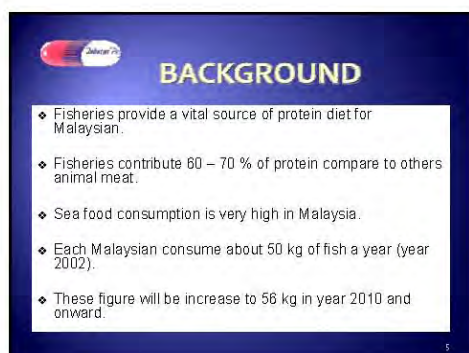 BACKGROUND
❖ Fisheries provide a vital source of protein diet for
Malaysian.
❖ Fisheries contribute 60 – 70 % of protein compare to others
animal meat.
❖ Sea food consumption is very high in Malaysia.
❖ Each Malaysian consume about 50 kg of fish a year (year
2002).
❖ These figure will be increase to 56 kg in year 2010 and
onward.
5